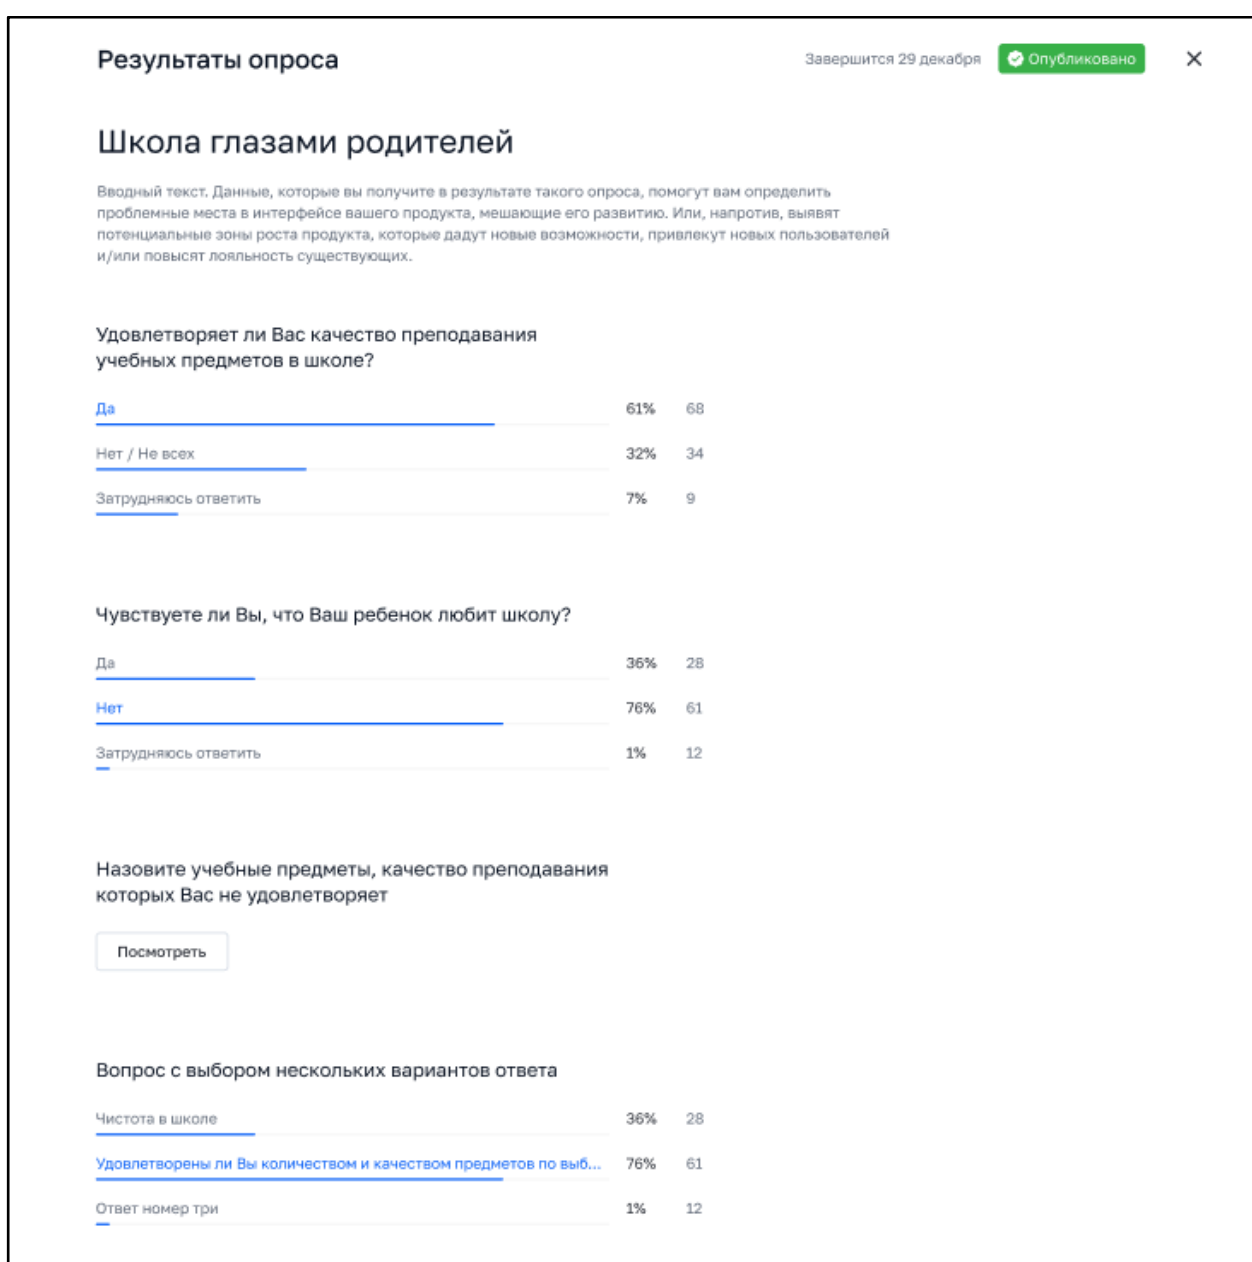 Результаты опроса
Завершится 29 декабря
Опубликовано
Школа глазами родителей
Вводный текст. Данные, которые вы получите в результате такого опроса, помогут вам определить
проблемные места в интерфейсе вашего продукта, мешающие его развитию. Или, напротив, выявят
потенциальные зоны роста продукта, которые дадут новые возможности, привлекут новых пользователей
и/или повысят лояльность существующих.
Удовлетворяет ли Вас качество преподавания
учебных предметов в школе?
Да 61% 68
Нет / Не всех 32% 34
Затрудняюсь ответить 7% 9
Чувствуете ли Вы, что Ваш ребенок любит школу?
Да 36% 28
Нет 76% 61
Затрудняюсь ответить 1% 12
Назовите учебные предметы, качество преподавания
которых Вас не удовлетворяет
Посмотреть
Вопрос с выбором нескольких вариантов ответа
Чистота в школе 36% 28
Удовлетворены ли Вы количеством и качеством предметов по выб... 76% 61
Ответ номер три 1% 12